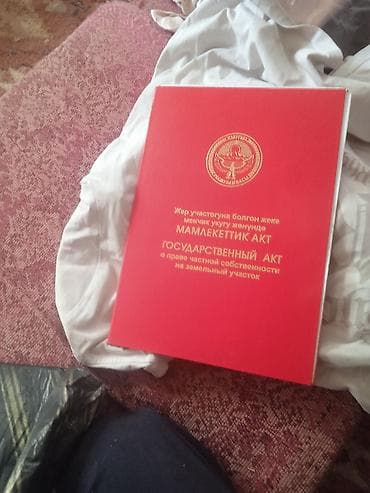 Жер участогуна болгон жеке
менчик укугу жөнүндө
МАМЛЕКЕТТИК АКТ
ГОСУДАРСТВЕННЫЙ АКТ
о праве частной собственности
на земельный участок